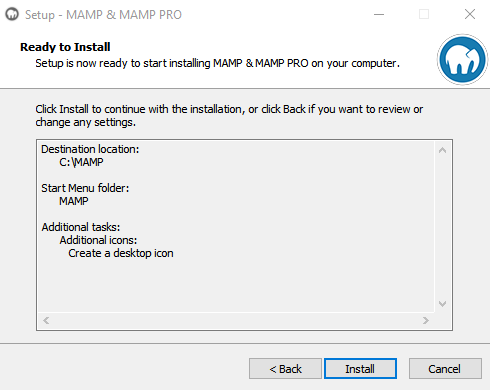 Setup - MAMP & MAMP PRO
Ready to Install
Setup is now ready to start installing MAMP & MAMP PRO on your computer.
Click Install to continue with the installation, or click Back if you want to review or
change any settings.
Destination location:
C:\MAMP
Start Menu folder:
MAMP
Additional tasks:
Additional icons:
Create a desktop icon
< Back
Install
Cancel